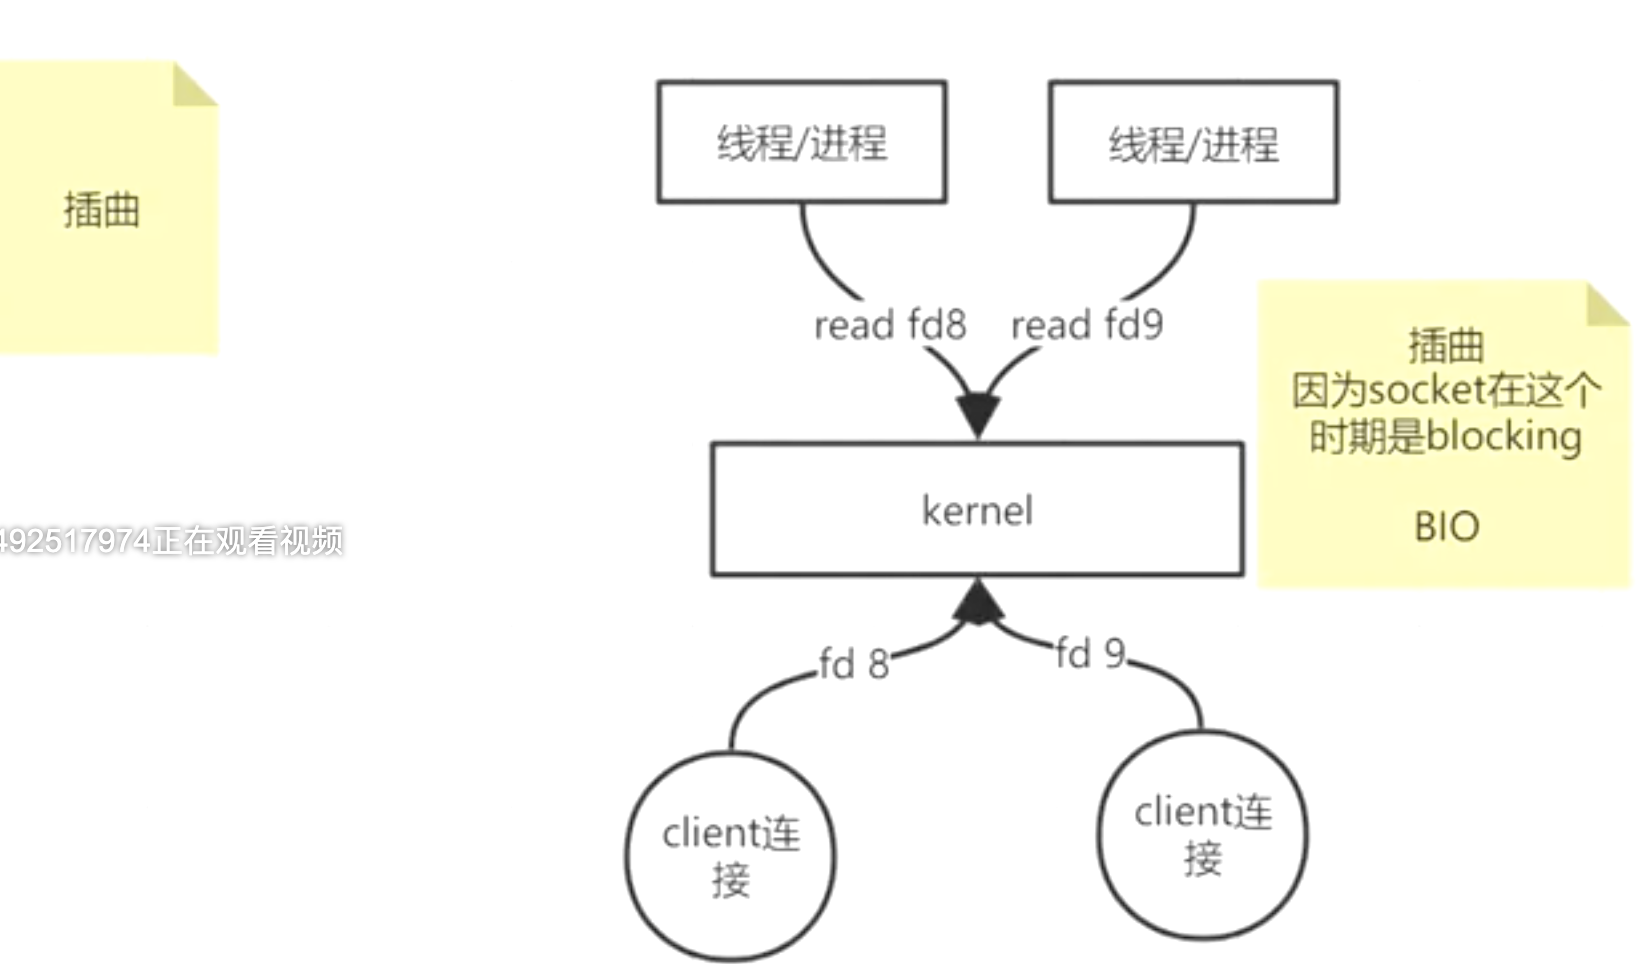 线程/进程
线程/进程
插曲
read fd8
read fd9
插曲
因为socket在这个
时期是blocking
BIO
kernel
492517974正在观看视频
fd 8
fd 9
client连
接
client连
接